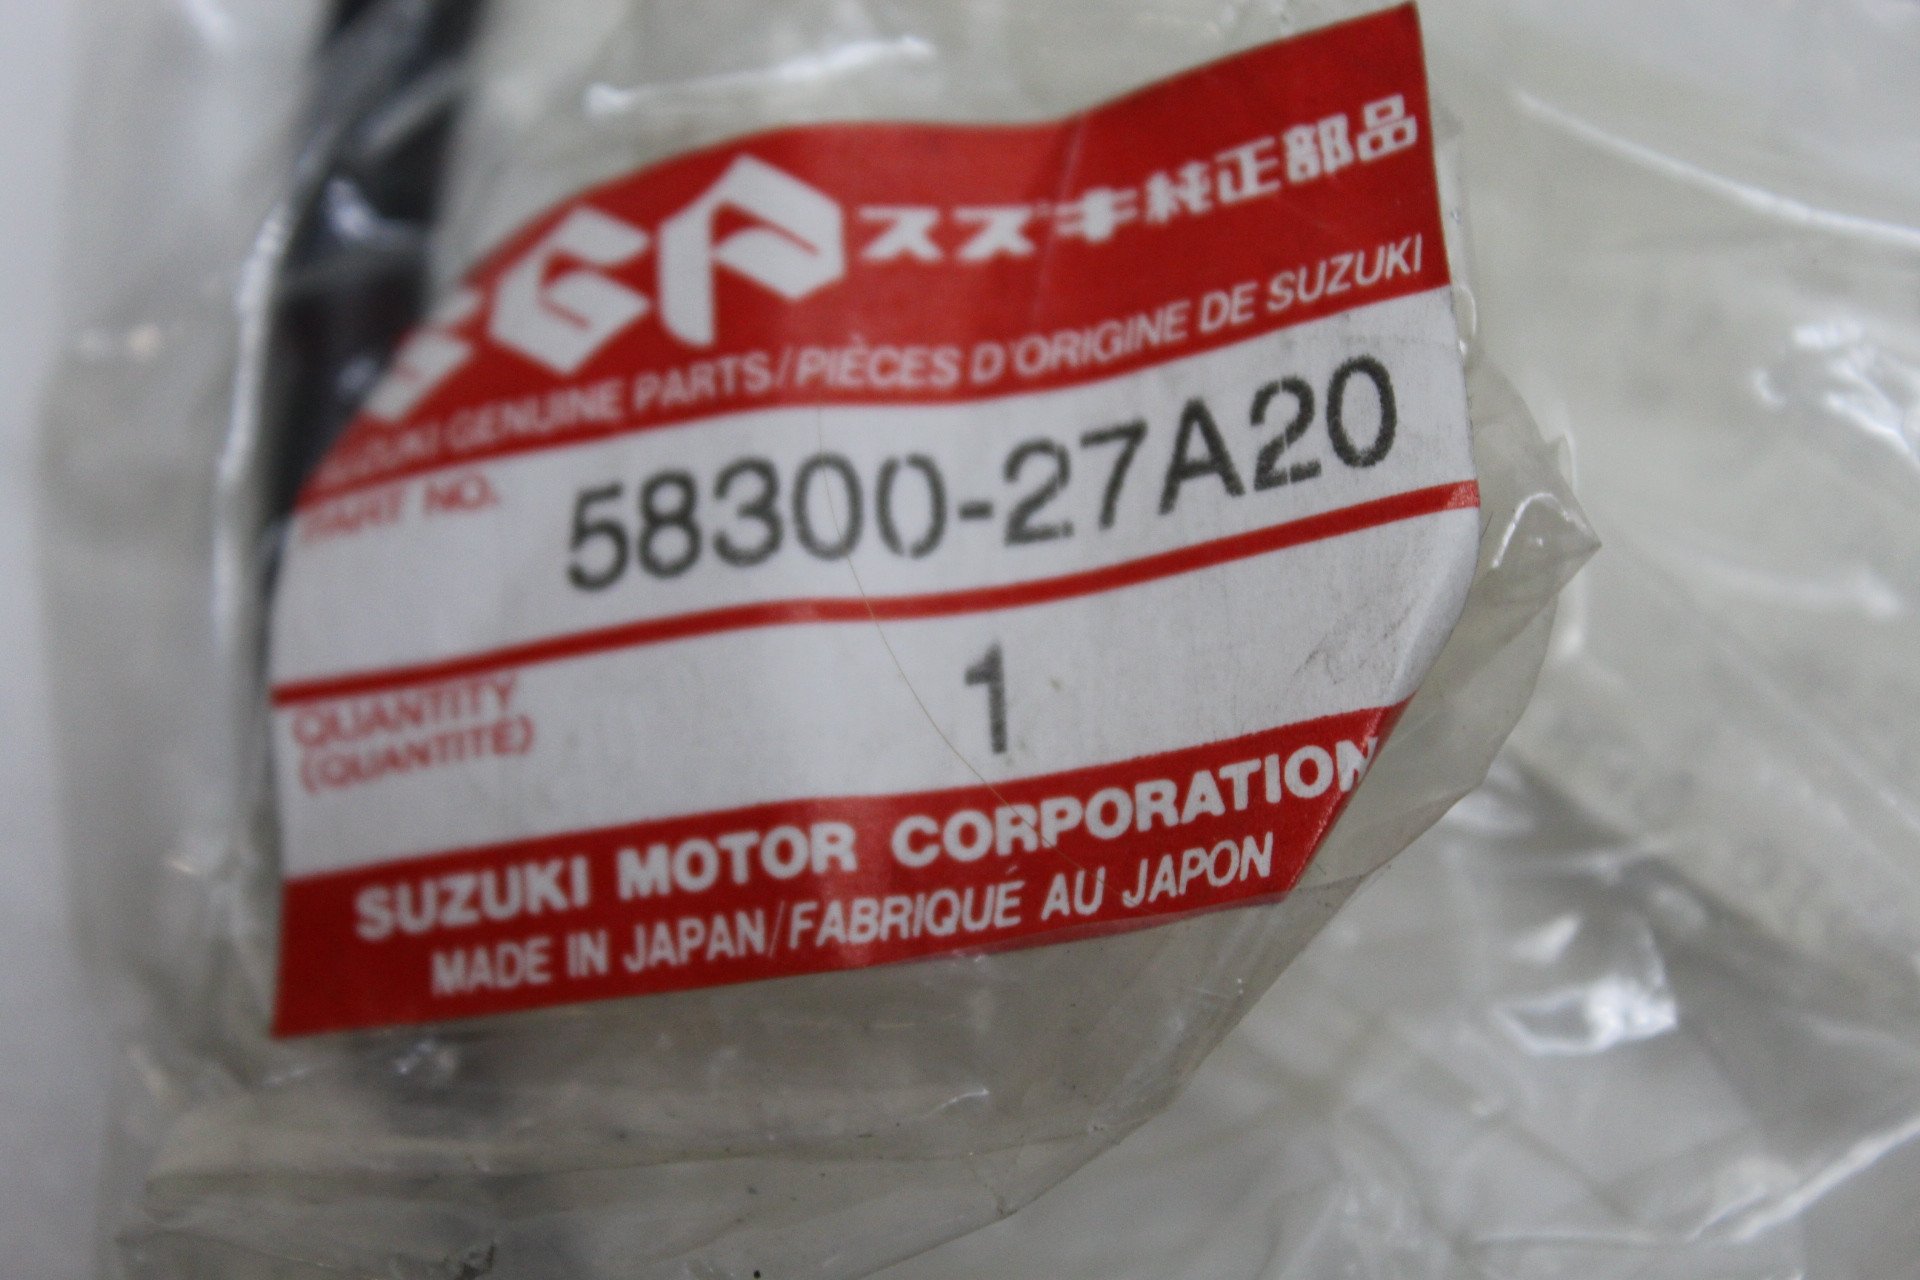 SGP スズキ純正部品
SUZUKI GENUINE PARTS/PIÈCES D'ORIGINE DE SUZUKI
PART NO. 58300-27A20
QUANTITY 1
(QUANTITÉ)
SUZUKI MOTOR CORPORATION
MADE IN JAPAN/FABRIQUÉ AU JAPON